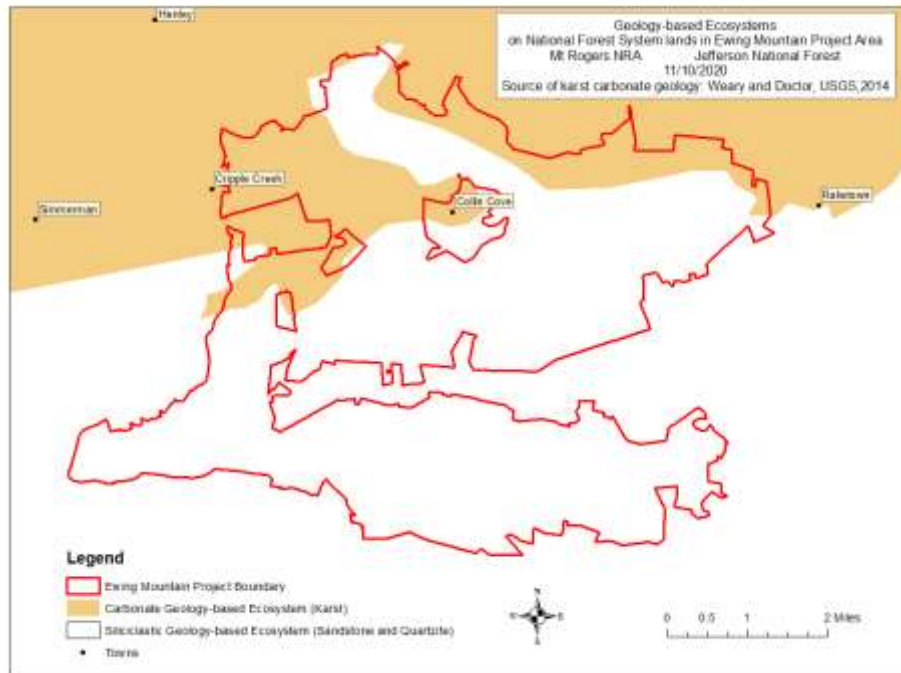 Henley
Geology-based Ecosystems
on National Forest System lands in Ewing Mountain Project Area
Mt Rogers NRA Jefferson National Forest
11/10/2020
Source of karst carbonate geology: Weary and Doctor, USGS,2014
Cripple Creek
Simmerman
Collin Cove
Legend
Ewing Mountain Project Boundary
Carbonate Geology-based Ecosystem (Karst)
Siliciclastic Geology-based Ecosystem (Sandstone and Quartzite)
Towns
N
W E
S
0 0.5 1 2 Miles